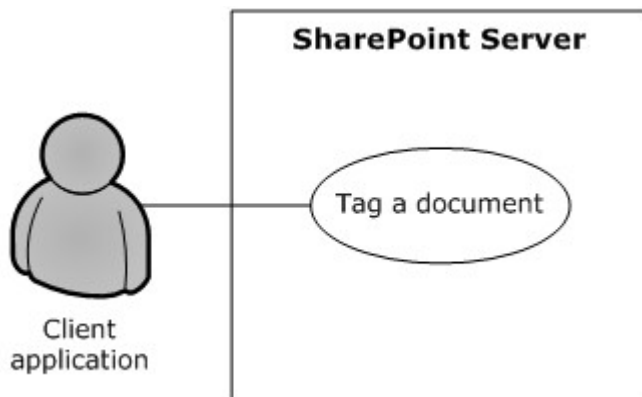 SharePoint Server
Tag a document
Client
application